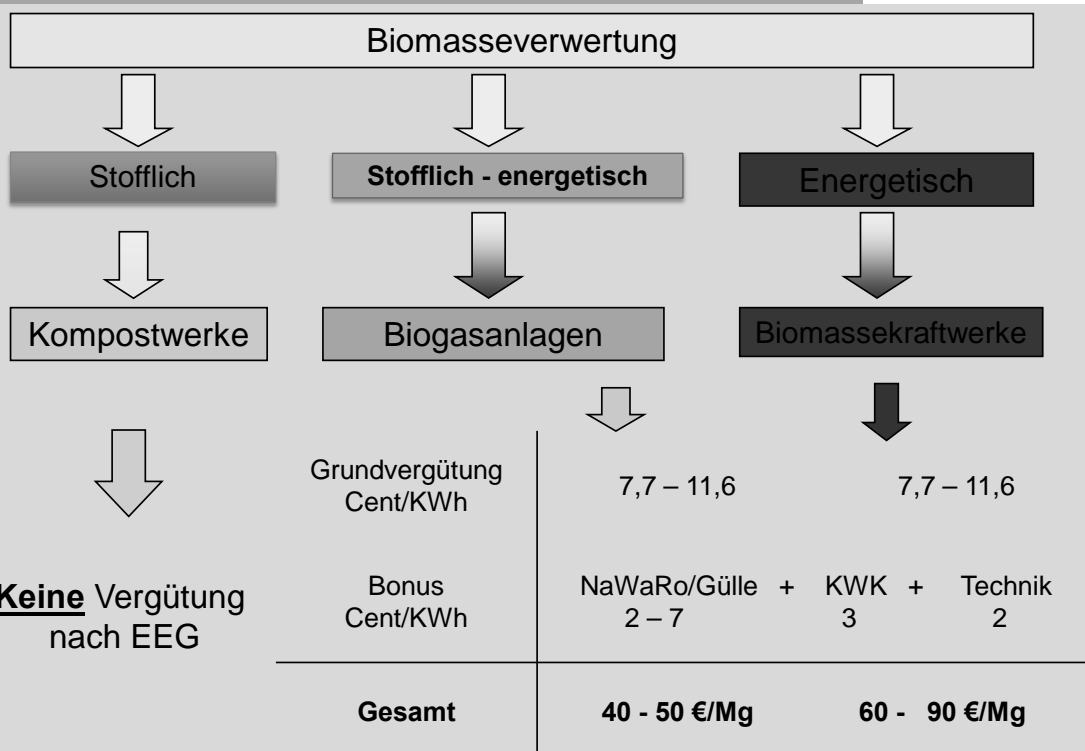 Biomasseverwertung
Stofflich
Stofflich - energetisch
Energetisch
Kompostwerke
Biogasanlagen
Biomassekraftwerke
Grundvergütung
Cent/KWh
7,7 – 11,6
7,7 – 11,6
Keine Vergütung
nach EEG
Bonus
Cent/KWh
NaWaRo/Gülle + KWK + Technik
2 – 7 3 2
Gesamt
40 - 50 €/Mg
60 - 90 €/Mg